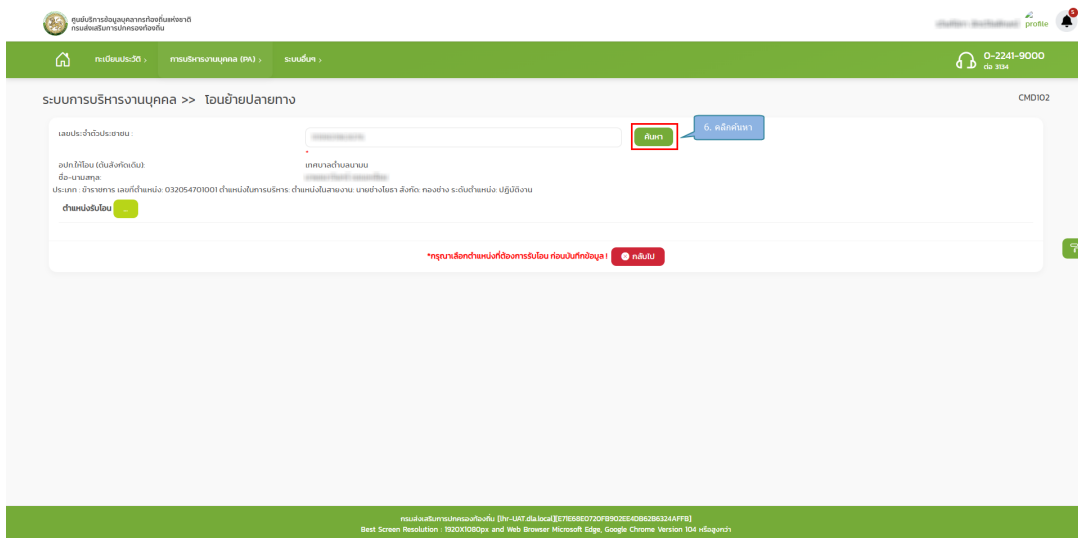 ศูนย์บริการข้อมูลบุคลากรท้องถิ่นแห่งชาติ
กรมส่งเสริมการปกครองท้องถิ่น
profile
5
ทะเบียนประวัติ >
การบริหารงานบุคคล (PA) >
ระบบอื่นๆ >
0-2241-9000
ต่อ 3134
ระบบการบริหารงานบุคคล >> โอนย้ายปลายทาง
CMD102
เลขประจำตัวประชาชน :
ค้นหา
6. คลิกค้นหา
*
อปท.ให้โอน (ต้นสังกัดเดิม): เทศบาลตำบลนามน
ชื่อ-นามสกุล:
ประเภท : ข้าราชการ เลขที่ตำแหน่ง: 032054701001 ตำแหน่งในการบริหาร: ตำแหน่งในสายงาน: นายช่างโยธา สังกัด: กองช่าง ระดับตำแหน่ง: ปฏิบัติงาน
ตำแหน่งรับโอน ...
*กรุณาเลือกตำแหน่งที่ต้องการรับโอน ก่อนบันทึกข้อมูล !
กลับไป
กรมส่งเสริมการปกครองท้องถิ่น [lhr-UAT.dla.local][E71E68E0720FB902EE4DB62B6324AFFB]
Best Screen Resolution : 1920X1080px and Web Browser Microsoft Edge, Google Chrome Version 104 หรือสูงกว่า